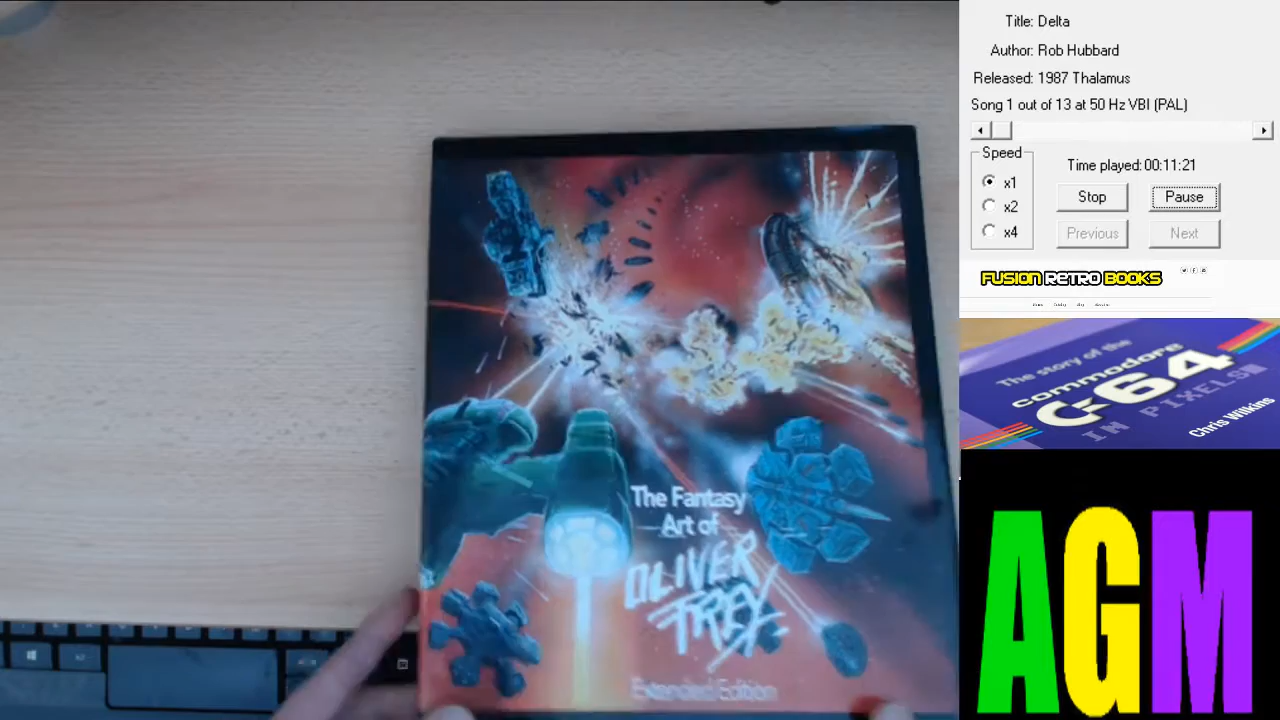 The Fantasy
Art of
OLIVER
FREY
Extended Edition
Title: Delta
Author: Rob Hubbard
Released: 1987 Thalamus
Song 1 out of 13 at 50 Hz VBI (PAL)
Speed
x1
x2
x4
Time played:00:11:21
Stop
Pause
Previous
Next
FUSION RETRO BOOKS
The story of the
commodore
C-64
IN PIXELS
Chris Wilkins
AGM